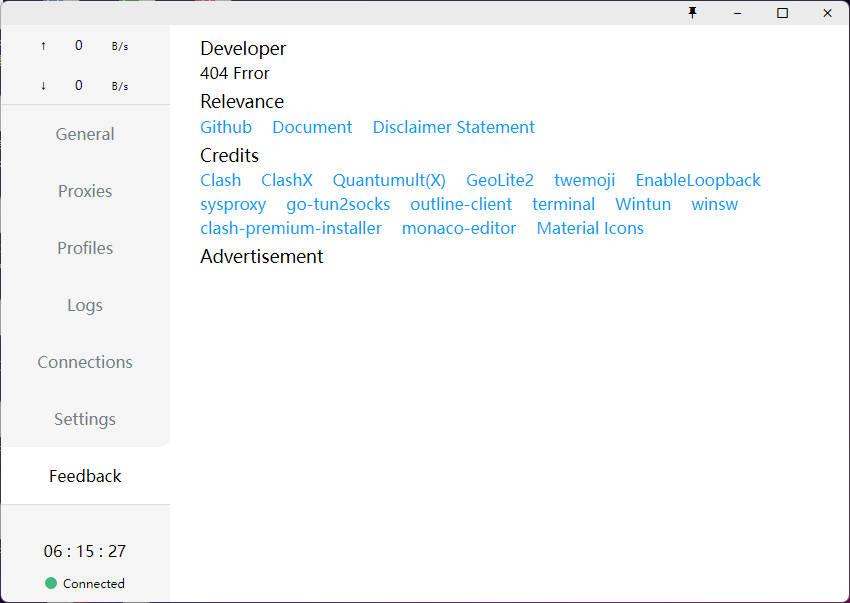 ↑ 0 B/s
↓ 0 B/s
General
Proxies
Profiles
Logs
Connections
Settings
Feedback
06 : 15 : 27
Connected
Developer
404 Frror
Relevance
Github Document Disclaimer Statement
Credits
Clash ClashX Quantumult(X) GeoLite2 twemoji EnableLoopback
sysproxy go-tun2socks outline-client terminal Wintun winsw
clash-premium-installer monaco-editor Material Icons
Advertisement